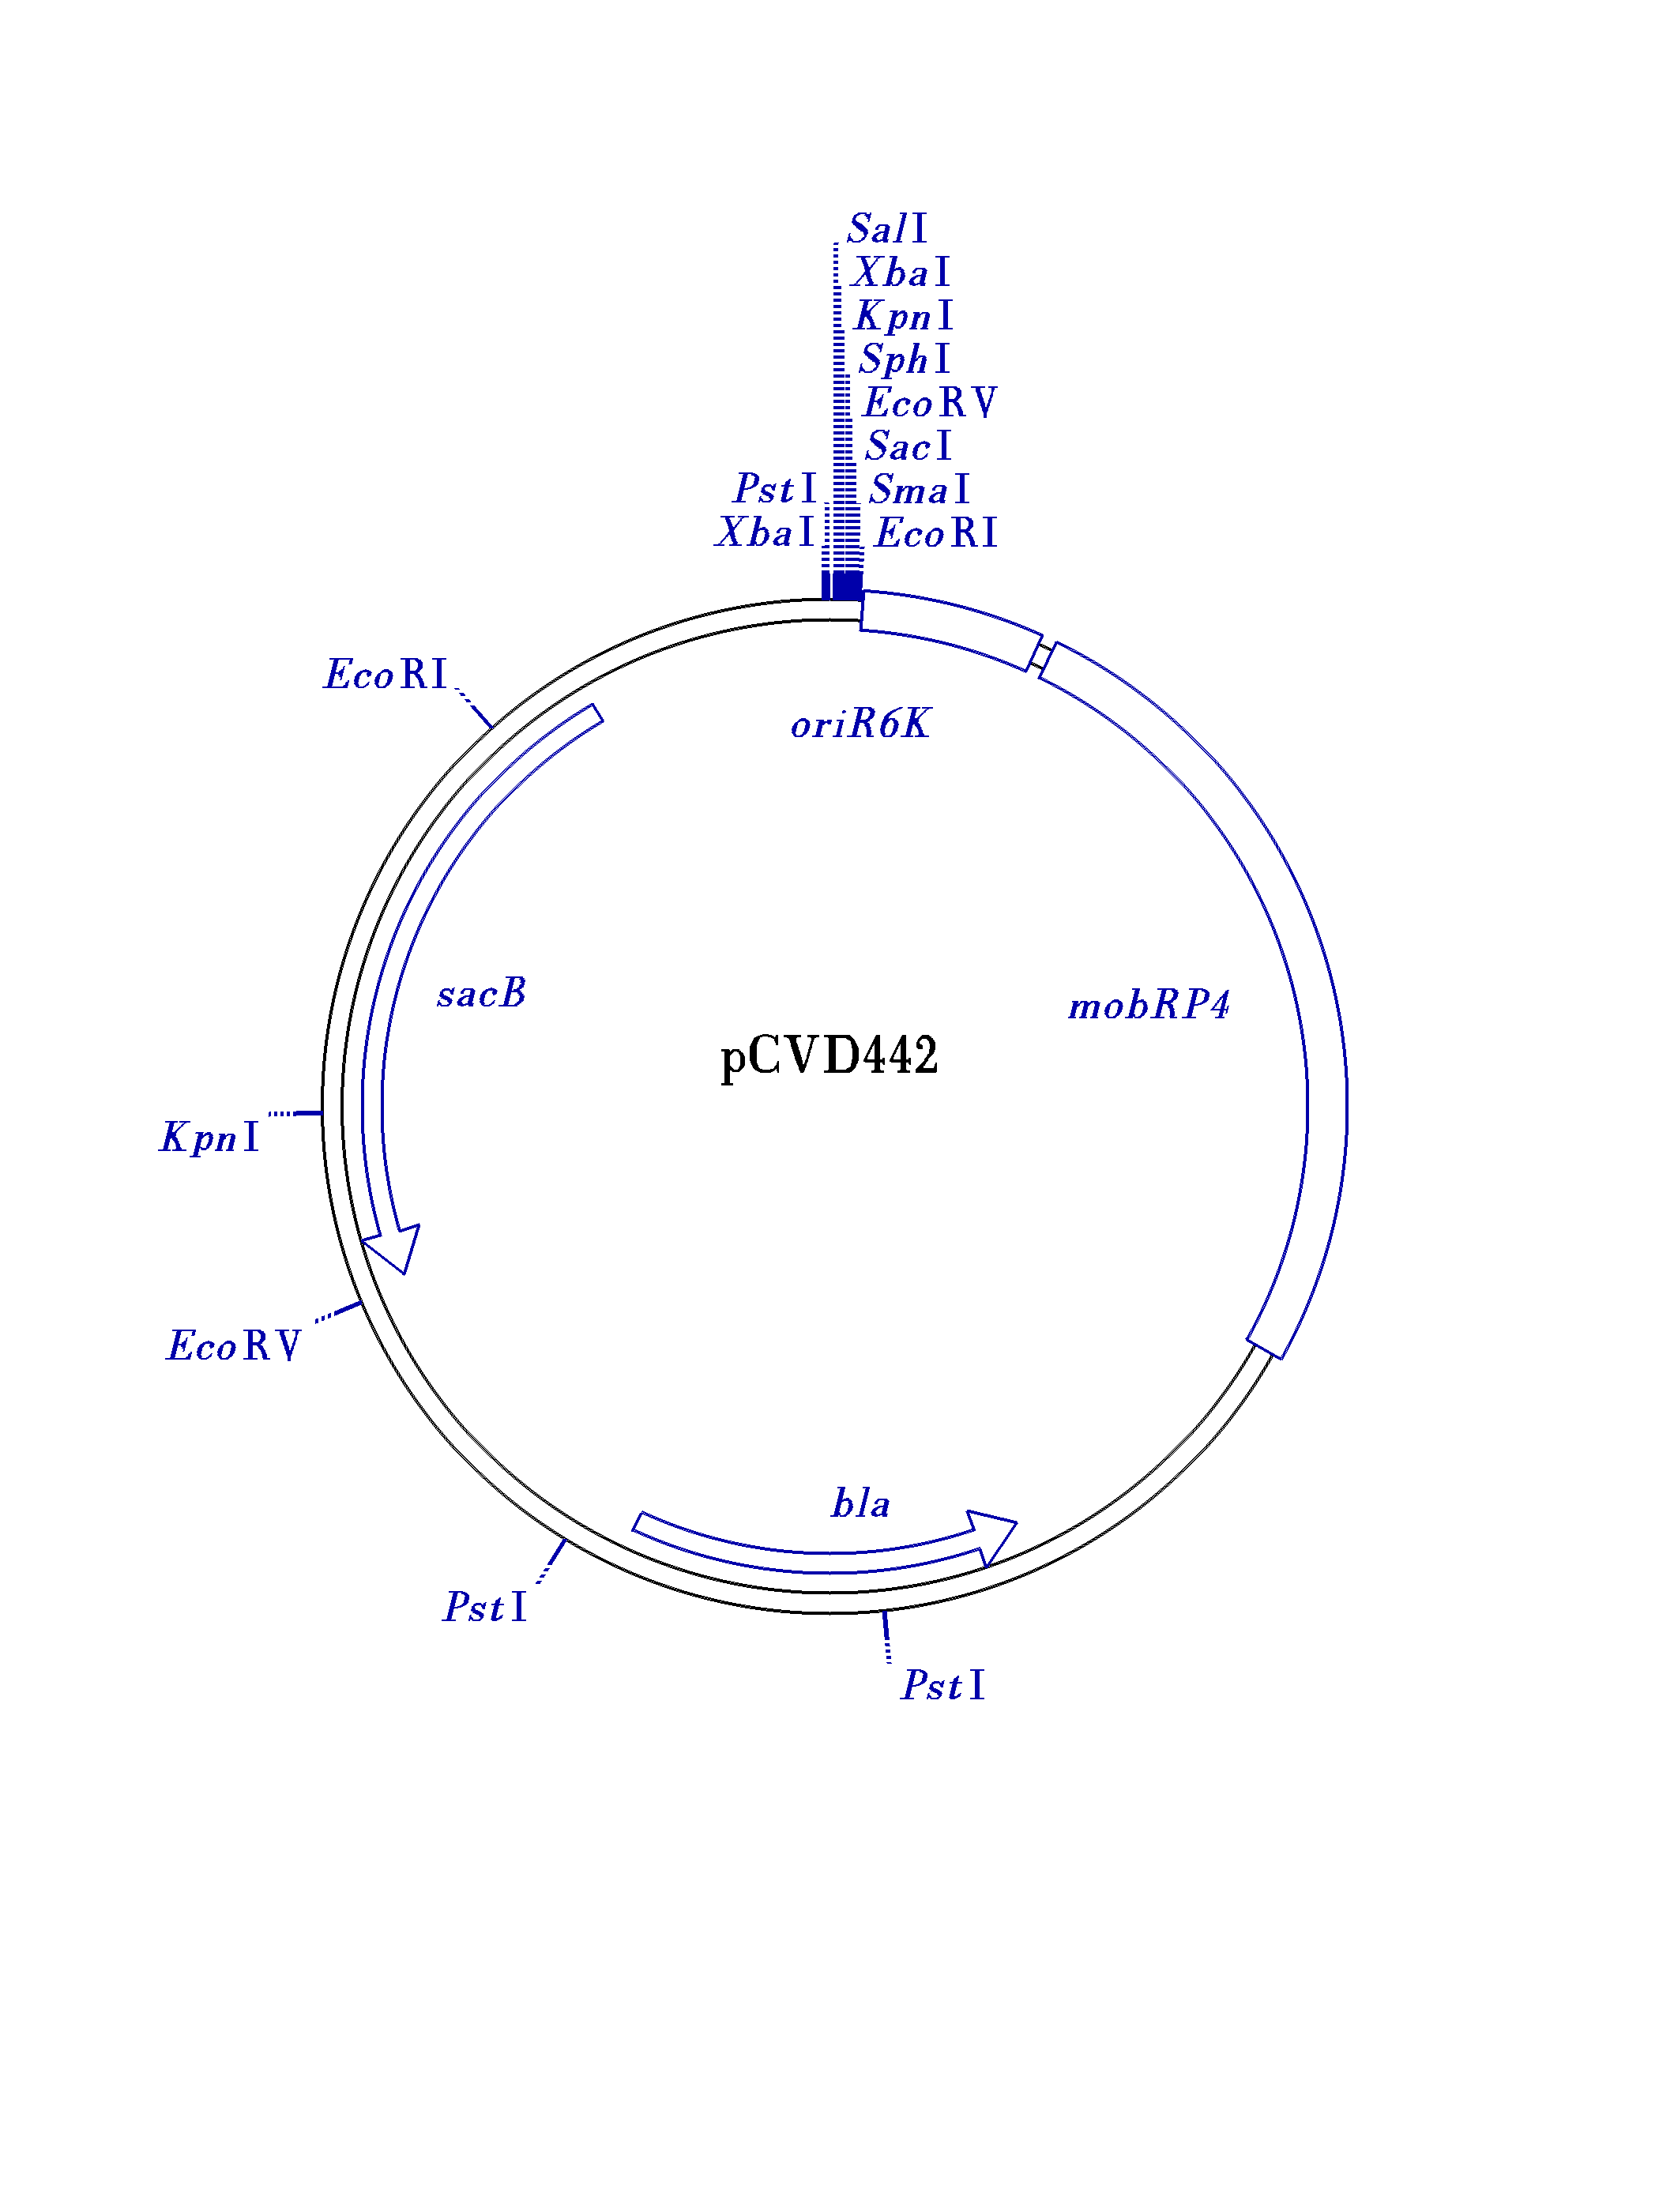 SalI
XbaI
KpnI
SphI
EcoRV
SacI
PstI SmaI
XbaI EcoRI
EcoRI
oriR6K
sacB
mobRP4
pCVD442
KpnI
EcoRV
bla
PstI
PstI